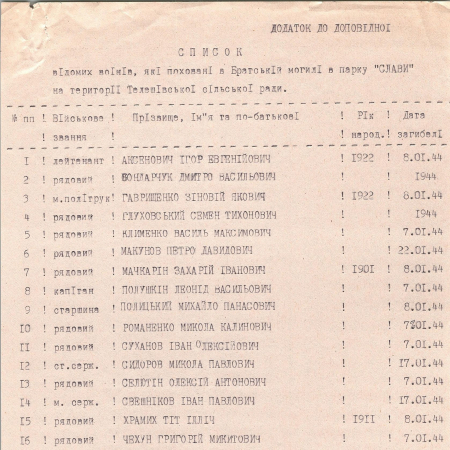 ДОДАТОК ДО ДОПОВІДНОЇ
СПИСОК
відомих воїнів, які поховані в Братській могилі в парку "СЛАВИ"
на території Телешівської сільської ради.
№ пп ! Військове ! Прізвище, Ім"я та по-батькові ! Рік ! Дата
! звання ! ! народ. ! загибелі
I ! лейтенант ! АКСЕНОВИЧ ІГОР ЕВГЕНІЙОВИЧ ! I922 ! 8.0I.44
2 ! рядовий ! БОНДАРЧУК ДМИТРО ВАСИЛЬОВИЧ ! ! I944
3 ! м.політрук ! ГАВРИШЕНКО ЗІНОВІЙ ЯКОВИЧ ! I922 ! 8.0I.44
4 ! рядовий ! ГЛУХОВСЬКИЙ СЕМЕН ТИХОНОВИЧ ! ! I944
5 ! рядовий ! КЛИМЕНКО ВАСИЛЬ МАКСИМОВИЧ ! ! 7.0I.44
6 ! рядовий ! МАКУНОВ ПЕТРО ДАВИДОВИЧ ! ! 22.0I.44
7 ! рядовий ! МАЧКАРІН ЗАХАРІЙ ІВАНОВИЧ ! I90I ! 8.0I.44
8 ! капітан ! ПОЛУШКІН ЛЕОНІД ВАСИЛЬОВИЧ ! ! 7.0I.44
9 ! старшина ! ПОЛИЦЬКИЙ МИХАЙЛО ПАНАСОВИЧ ! ! 8.0I.44
I0 ! рядовий ! РОМАНЕНКО МИКОЛА КАЛИНОВИЧ ! ! 7.0I.44
II ! рядовий ! СУХАНОВ ІВАН ОЛЕКСІЙОВИЧ ! ! 7.0I.44
I2 ! ст.серж. ! СИДОРОВ МИКОЛА ПАВЛОВИЧ ! ! I7.0I.44
I3 ! рядовий ! СЕЛЮТІН ОЛЕКСІЙ АНТОНОВИЧ ! ! 7.0I.44
I4 ! м. серж. ! СВЕШНІКОВ ІВАН ПАВЛОВИЧ ! ! I7.0I.44
I5 ! рядовий ! ХРАМИХ ТІТ ІЛЛІЧ ! I9II ! 8.0I.44
I6 ! рядовий ! ЧЕХУН ГРИГОРІЙ МИКИТОВИЧ ! ! 7.0I.44